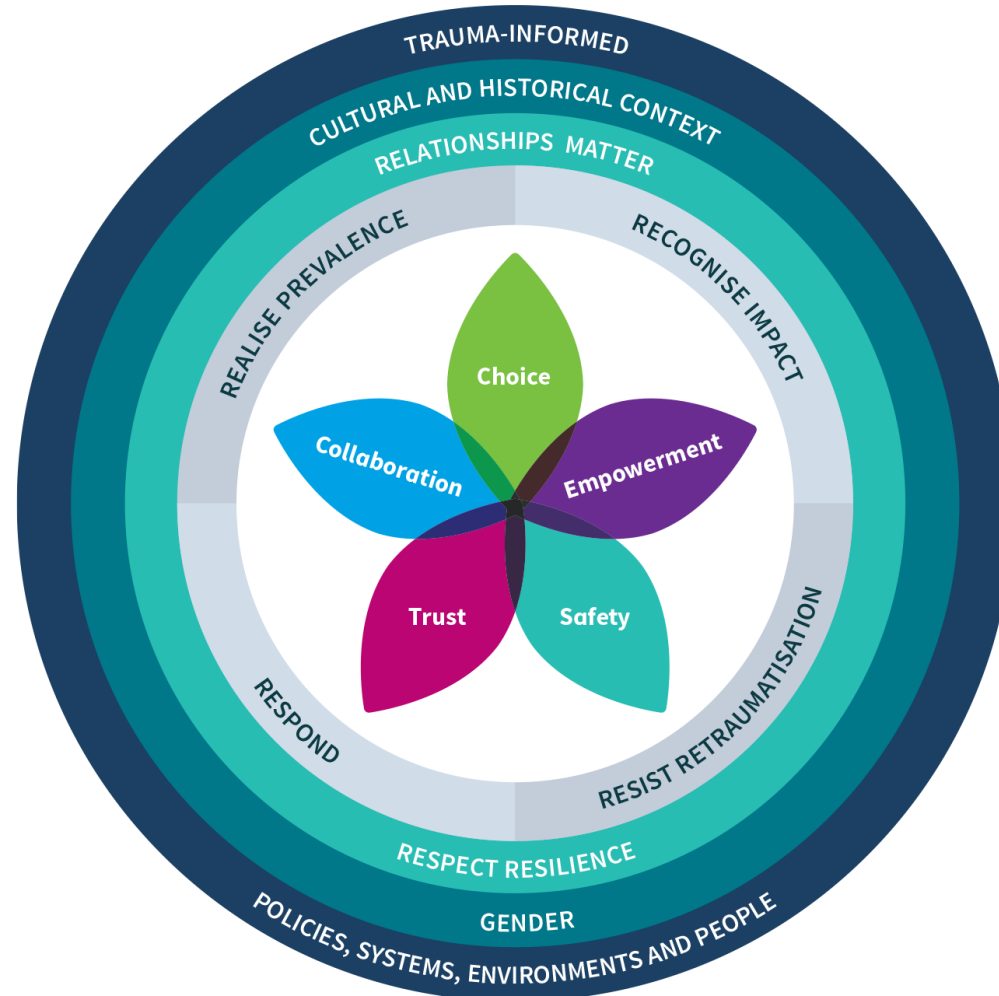 TRAUMA-INFORMED
CULTURAL AND HISTORICAL CONTEXT
RELATIONSHIPS MATTER
REALISE PREVALENCE
RECOGNISE IMPACT
Choice
Collaboration
Empowerment
Trust
Safety
RESPOND
RESIST RETRAUMATISATION
RESPECT RESILIENCE
GENDER
POLICIES, SYSTEMS, ENVIRONMENTS AND PEOPLE